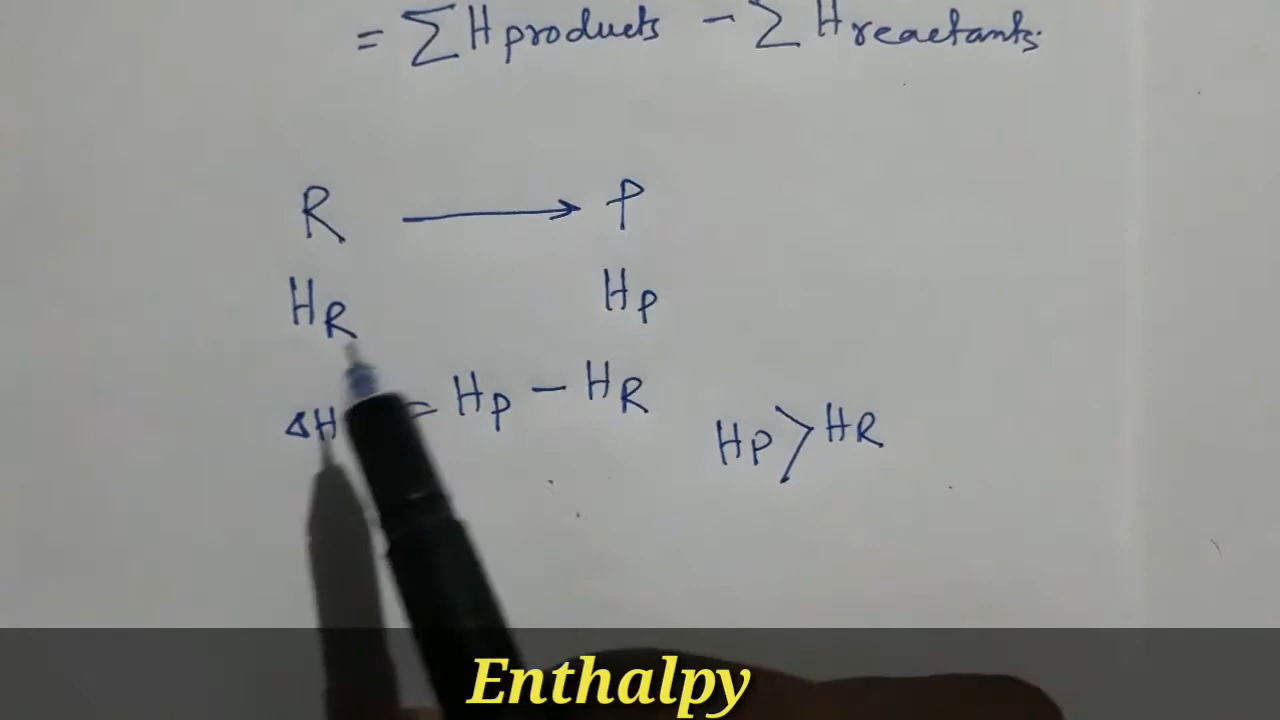 = ∑ H products − ∑ H reactants.
R ⟶ P
H_R H_P
ΔH = H_P − H_R
H_P > H_R
Enthalpy